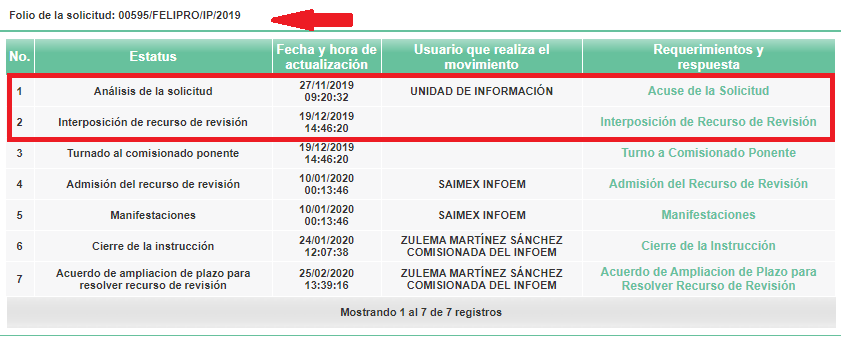 Folio de la solicitud: 00595/FELIPRO/IP/2019
No. Estatus Fecha y hora de actualización Usuario que realiza el movimiento Requerimientos y respuesta
1 Análisis de la solicitud 27/11/2019 09:20:32 UNIDAD DE INFORMACIÓN Acuse de la Solicitud
2 Interposición de recurso de revisión 19/12/2019 14:46:20 Interposición de Recurso de Revisión
3 Turnado al comisionado ponente 19/12/2019 14:46:20 Turno a Comisionado Ponente
4 Admisión del recurso de revisión 10/01/2020 00:13:46 SAIMEX INFOEM Admisión del Recurso de Revisión
5 Manifestaciones 10/01/2020 00:13:46 SAIMEX INFOEM Manifestaciones
6 Cierre de la instrucción 24/01/2020 12:07:38 ZULEMA MARTÍNEZ SÁNCHEZ COMISIONADA DEL INFOEM Cierre de la Instrucción
7 Acuerdo de ampliacion de plazo para resolver recurso de revisión 25/02/2020 13:39:16 ZULEMA MARTÍNEZ SÁNCHEZ COMISIONADA DEL INFOEM Acuerdo de Ampliacion de Plazo para Resolver Recurso de Revisión
Mostrando 1 al 7 de 7 registros